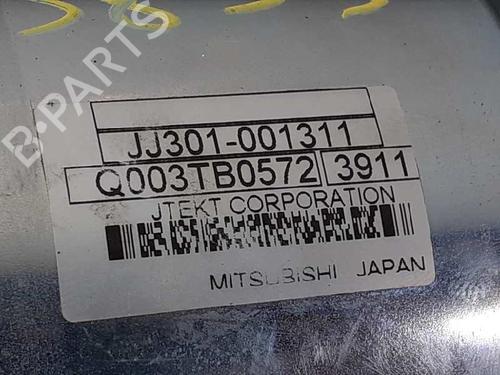 B-PARTS
JJ301-001311
Q003TB0572 3911
JTEKT CORPORATION
MITSUBISHI JAPAN